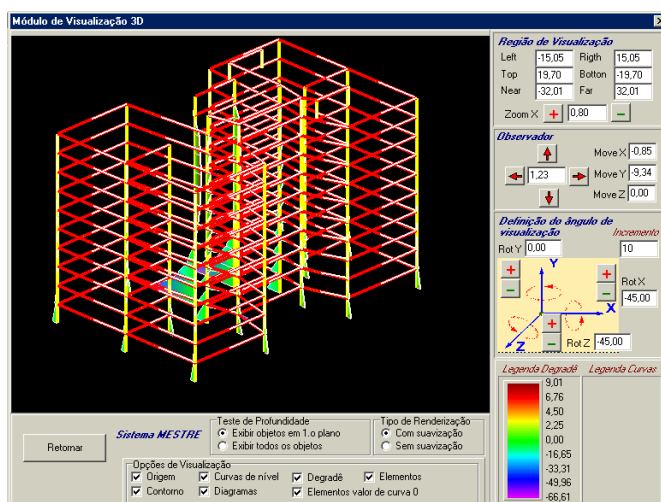 Módulo de Visualização 3D
Região de Visualização
Left -15,05 Rigth 15,05
Top 19,70 Botton -19,70
Near -32,01 Far 32,01
Zoom X + 0,80 -
Observador
Move X -0,85
1,23 Move Y -9,34
Move Z 0,00
Definição do ângulo de
visualização Incremento
Rot Y 0,00 10
Y
+ +
- Rot X
- -45,00
X
+
Z
- Rot Z -45,00
Legenda Degradê Legenda Curvas
9,01
6,76
4,50
2,25
0,00
-16,65
-33,31
-49,96
-66,61
Retornar
Sistema MESTRE
Teste de Profundidade
Exibir objetos em 1.o plano
Exibir todos os objetos
Tipo de Renderização
Com suavização
Sem suavização
Opções de Visualização
Origem Curvas de nível Degradê Elementos
Contorno Diagramas Elementos valor de curva 0